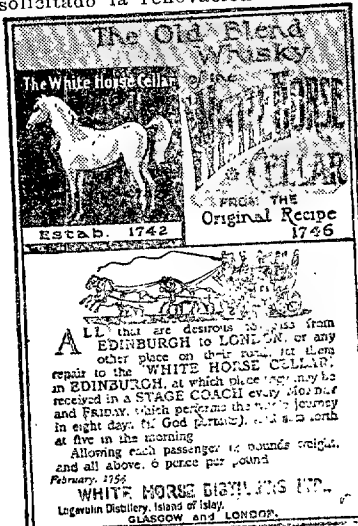 solicitado la renovación
The Old Blend
Whisky
of the
The White Horse Cellar
WHITE HORSE
CELLAR
FROM THE
Original Recipe
1746
Estab. 1742
ALL that are desirous to pass from
EDINBURGH to LONDON, or any
other place on their road, let them
repair to the "WHITE HORSE CELLAR,"
in EDINBURGH, at which place they may be
received in a STAGE COACH every MONDAY
and FRIDAY, which performs the whole journey
in eight days (if God permits), and sets forth
at five in the morning
Allowing each passenger 14 pounds weight,
and all above, 6 pence per pound
February, 1754
WHITE HORSE DISTILLERS LTD.,
Lagavulin Distillery, Island of Islay.
GLASGOW and LONDON.